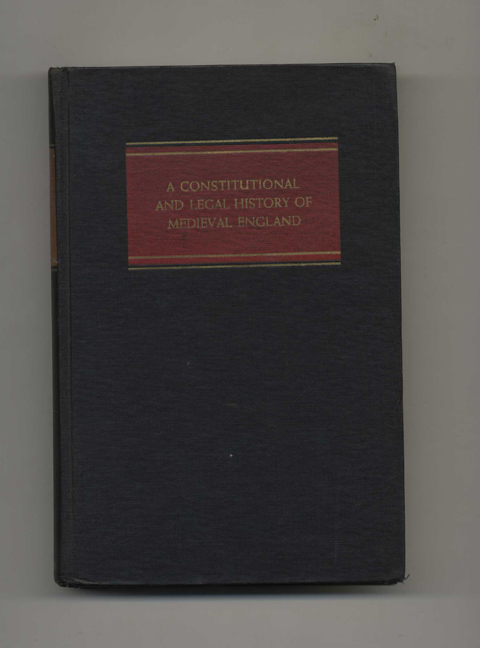 A CONSTITUTIONAL
AND LEGAL HISTORY OF
MEDIEVAL ENGLAND